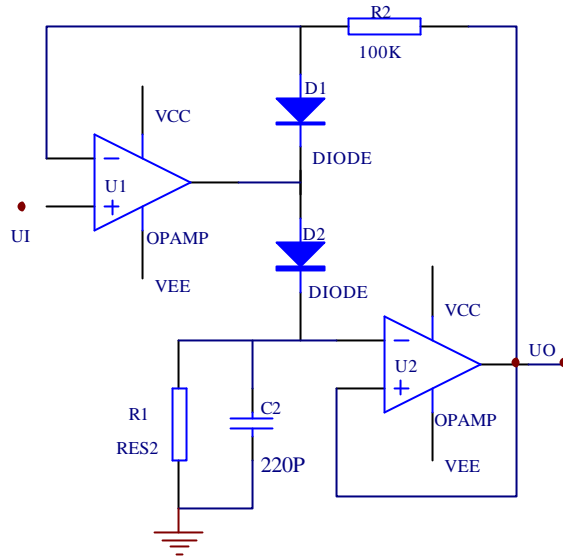 R2
100K
D1
VCC
DIODE
U1
UI
OPAMP
D2
VEE
DIODE
VCC
UO
U2
R1
C2
OPAMP
RES2
220P
VEE